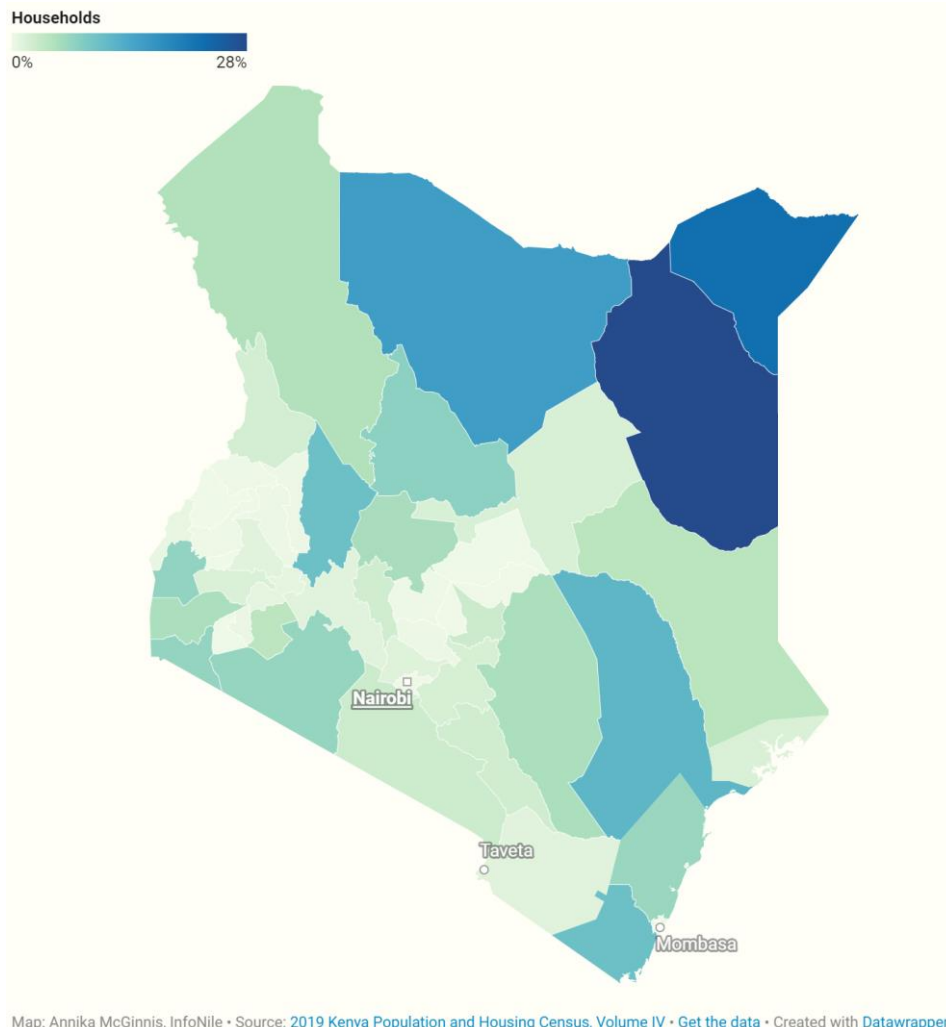 Households
0% 28%
Nairobi
Taveta
Mombasa
Map: Annika McGinnis, InfoNile • Source: 2019 Kenya Population and Housing Census, Volume IV • Get the data • Created with Datawrapper